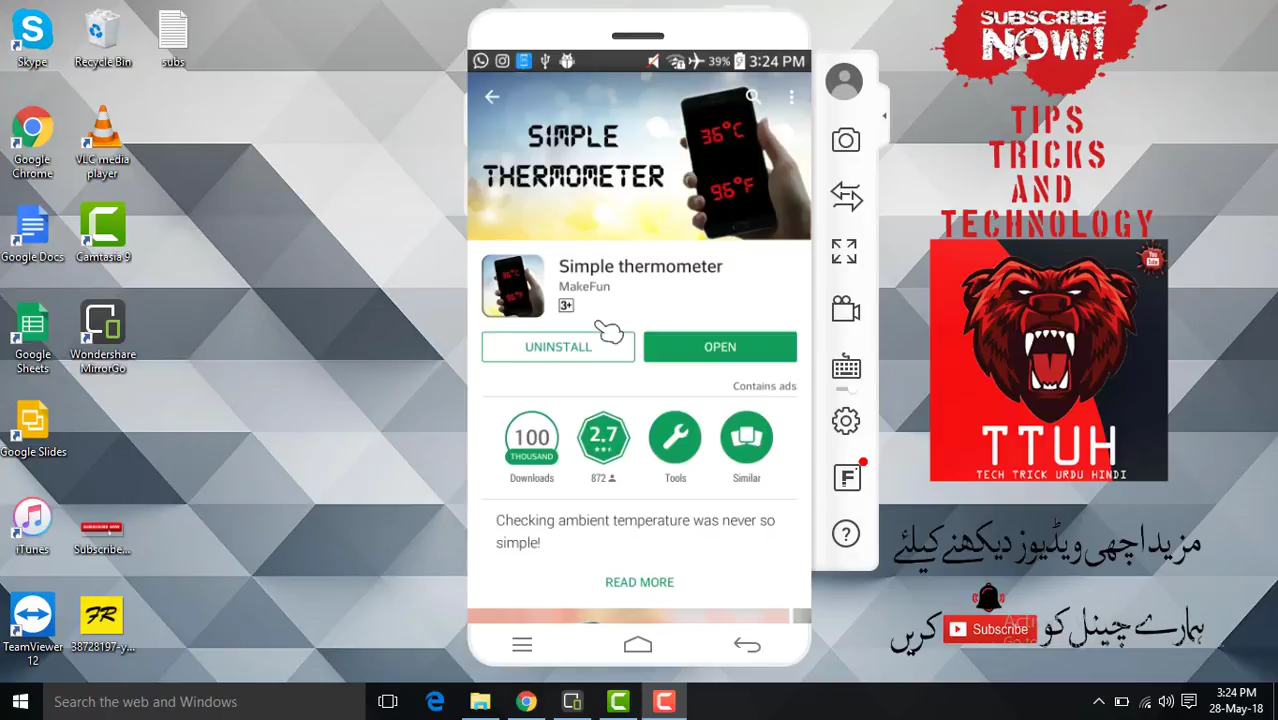 Skype
Recycle Bin
subs
Google
Chrome
VLC media
player
Google Docs
Camtasia 9
Google
Sheets
Wondershare
MirrorGo
Google Slides
iTunes
Subscribe...
TeamViewer
12
FR
38728197-y...
39% 3:24 PM
SIMPLE
THERMOMETER
36°C
96°F
Simple thermometer
MakeFun
3+
UNINSTALL
OPEN
Contains ads
100
THOUSAND
Downloads
2.7
872
Tools
Similar
Checking ambient temperature was never so
simple!
READ MORE
SUBSCRIBE
NOW!
TIPS
TRICKS
AND
TECHNOLOGY
You
Tube
TTUH
TECH TRICK URDU HINDI
مزید اچھی ویڈیوز دیکھنے کیلئے
ہمارے چینل کو Subscribe کریں
Search the web and Windows
3:24 PM
28-May-18